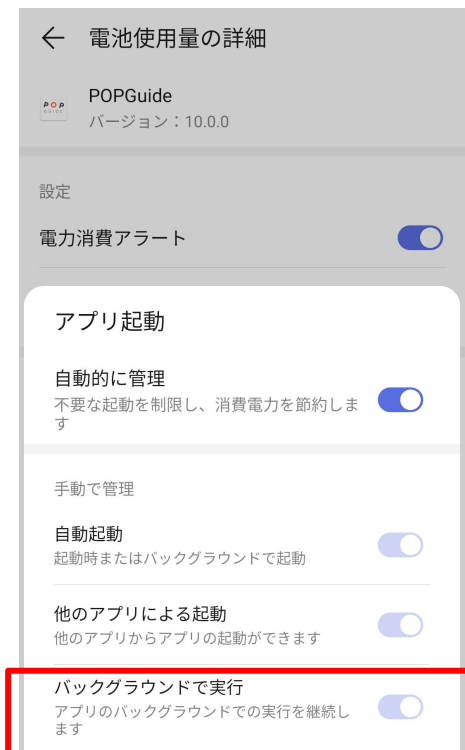 電池使用量の詳細
POP
GUIDE
POPGuide
バージョン：10.0.0
設定
電力消費アラート
アプリ起動
自動的に管理
不要な起動を制限し、消費電力を節約しま
す
手動で管理
自動起動
起動時またはバックグラウンドで起動
他のアプリによる起動
他のアプリからアプリの起動ができます
バックグラウンドで実行
アプリのバックグラウンドでの実行を継続し
ます